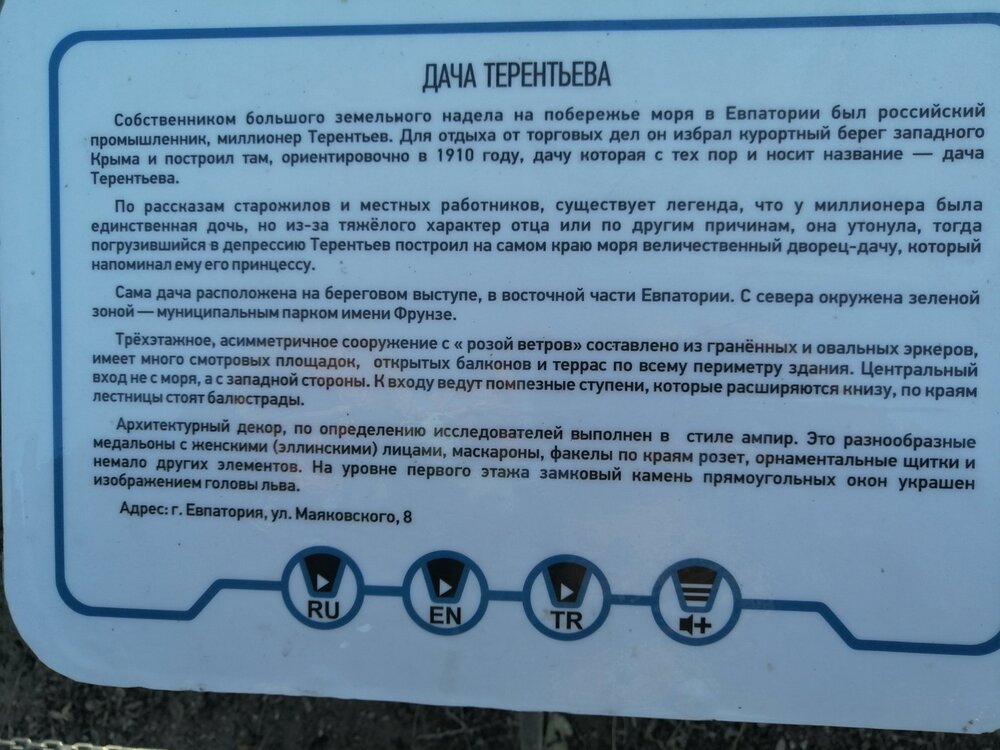 ДАЧА ТЕРЕНТЬЕВА
Собственником большого земельного надела на побережье моря в Евпатории был российский
промышленник, миллионер Терентьев. Для отдыха от торговых дел он избрал курортный берег западного
Крыма и построил там, ориентировочно в 1910 году, дачу которая с тех пор и носит название — дача
Терентьева.
По рассказам старожилов и местных работников, существует легенда, что у миллионера была
единственная дочь, но из-за тяжёлого характер отца или по другим причинам, она утонула, тогда
погрузившийся в депрессию Терентьев построил на самом краю моря величественный дворец-дачу, который
напоминал ему его принцессу.
Сама дача расположена на береговом выступе, в восточной части Евпатории. С севера окружена зеленой
зоной — муниципальным парком имени Фрунзе.
Трёхэтажное, асимметричное сооружение с « розой ветров» составлено из гранённых и овальных эркеров,
имеет много смотровых площадок, открытых балконов и террас по всему периметру здания. Центральный
вход не с моря, а с западной стороны. К входу ведут помпезные ступени, которые расширяются книзу, по краям
лестницы стоят балюстрады.
Архитектурный декор, по определению исследователей выполнен в стиле ампир. Это разнообразные
медальоны с женскими (эллинскими) лицами, маскароны, факелы по краям розет, орнаментальные щитки и
немало других элементов. На уровне первого этажа замковый камень прямоугольных окон украшен
изображением головы льва.
Адрес: г. Евпатория, ул. Маяковского, 8
RU EN TR